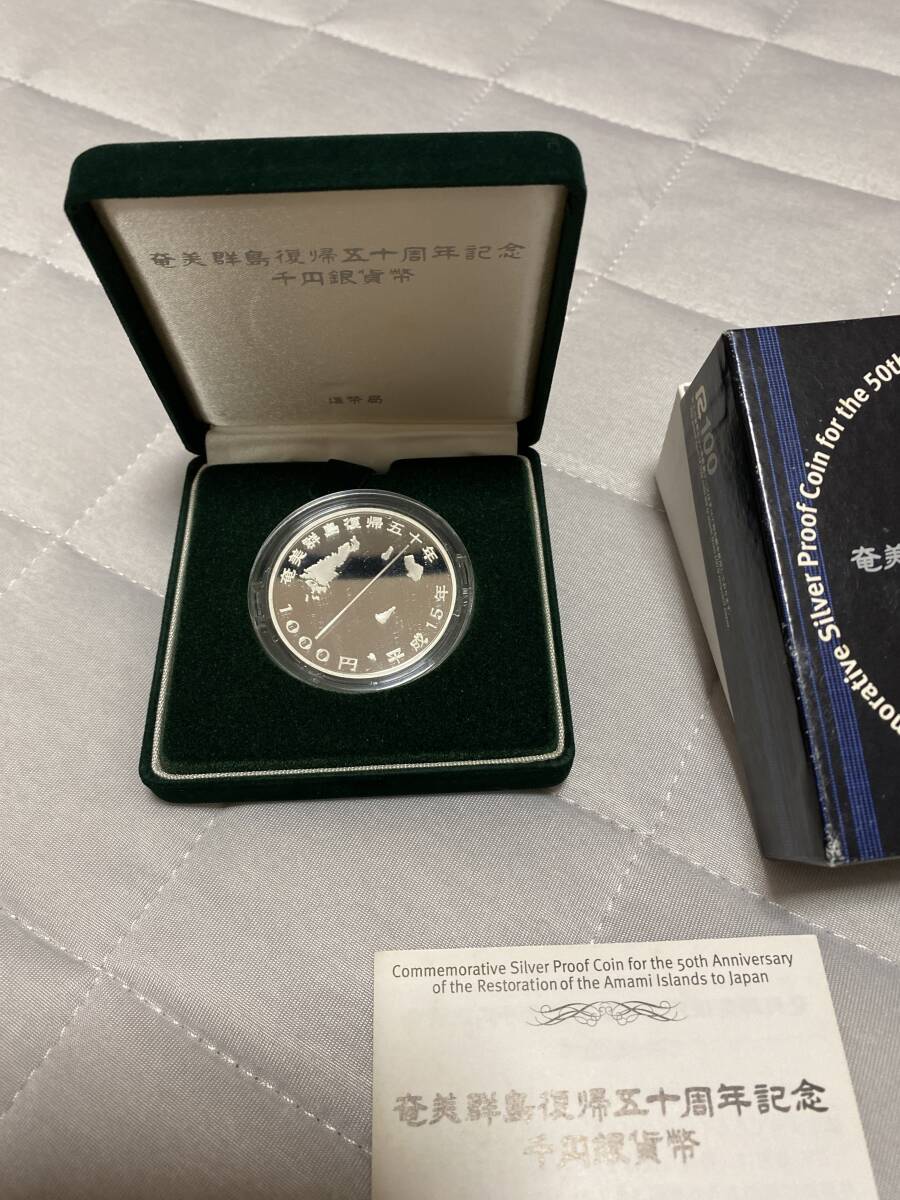 奄美群島復帰五十周年記念
千円銀貨幣
造幣局
奄美群島復帰五十年
1000円
平成15年
R-100
morative Silver Proof Coin for the 50th
奄美
Commemorative Silver Proof Coin for the 50th Anniversary
of the Restoration of the Amami Islands to Japan
奄美群島復帰五十周年記念
千円銀貨幣